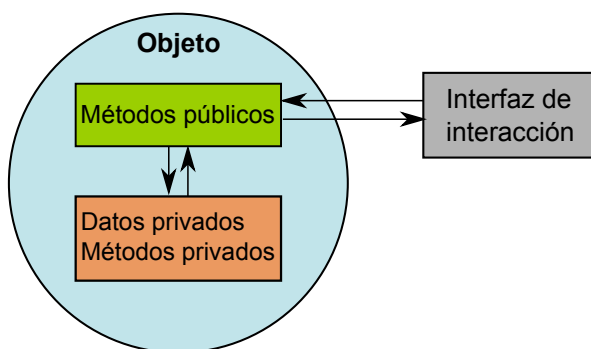 Objeto
Métodos públicos
Interfaz de
interacción
Datos privados
Métodos privados